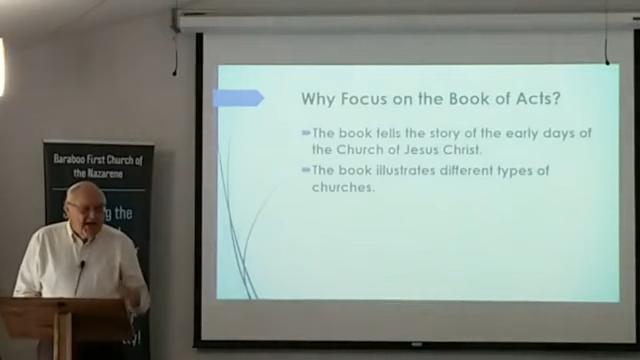 Why Focus on the Book of Acts?
The book tells the story of the early days of
the Church of Jesus Christ.
The book illustrates different types of
churches.
Baraboo First Church of
the Nazarene
the